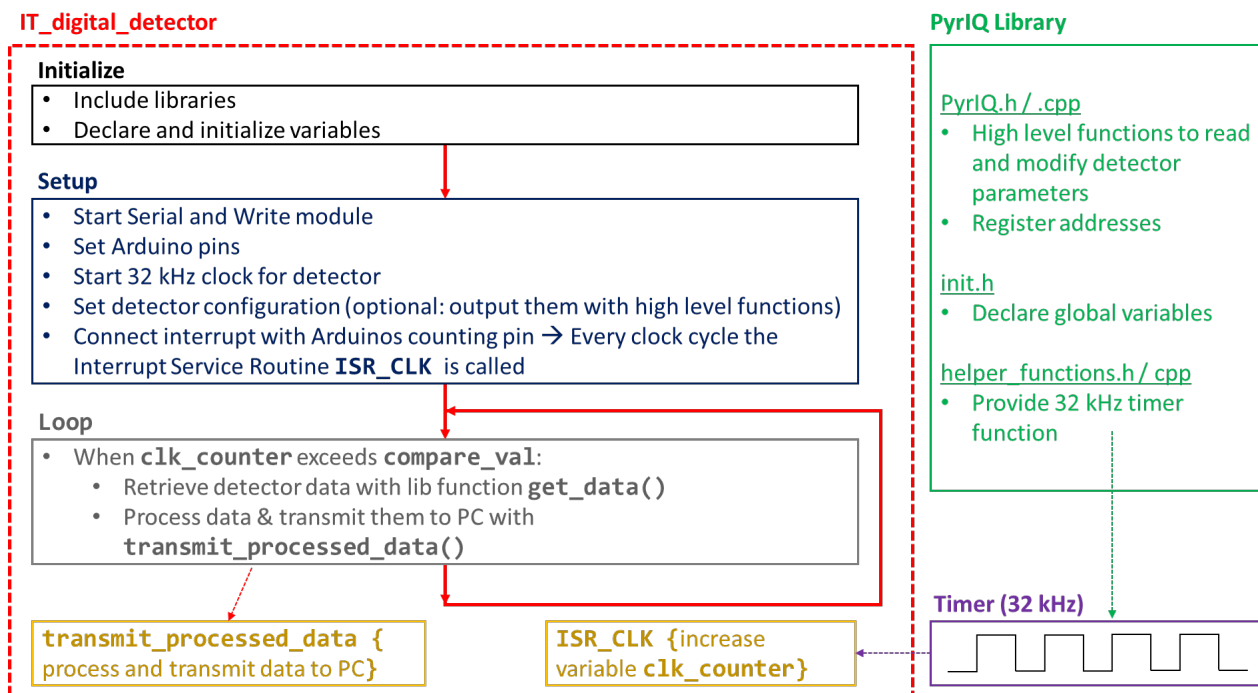 IT_digital_detector
Initialize
• Include libraries
• Declare and initialize variables
Setup
• Start Serial and Write module
• Set Arduino pins
• Start 32 kHz clock for detector
• Set detector configuration (optional: output them with high level functions)
• Connect interrupt with Arduinos counting pin → Every clock cycle the
Interrupt Service Routine ISR_CLK is called
Loop
• When clk_counter exceeds compare_val:
• Retrieve detector data with lib function get_data()
• Process data & transmit them to PC with
transmit_processed_data()
transmit_processed_data {
process and transmit data to PC}
ISR_CLK {increase
variable clk_counter}
PyrIQ Library
PyrIQ.h / .cpp
• High level functions to read
and modify detector
parameters
• Register addresses
init.h
• Declare global variables
helper_functions.h / cpp
• Provide 32 kHz timer
function
Timer (32 kHz)